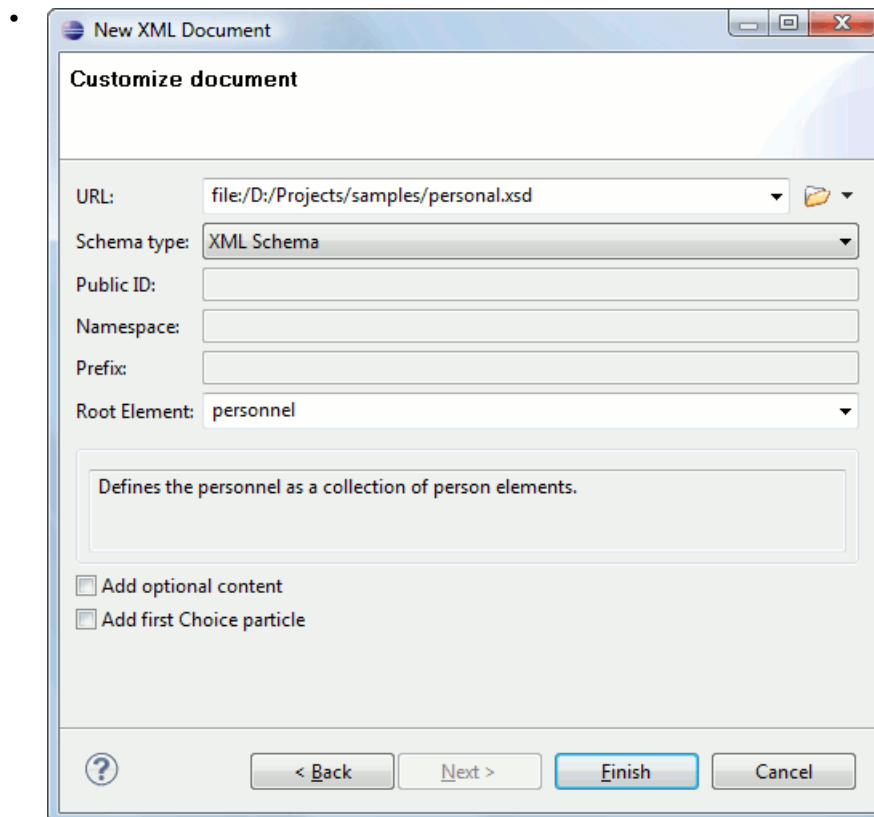 New XML Document
Customize document
URL: file:/D:/Projects/samples/personal.xsd
Schema type: XML Schema
Public ID:
Namespace:
Prefix:
Root Element: personnel
Defines the personnel as a collection of person elements.
Add optional content
Add first Choice particle
? < Back Next > Finish Cancel